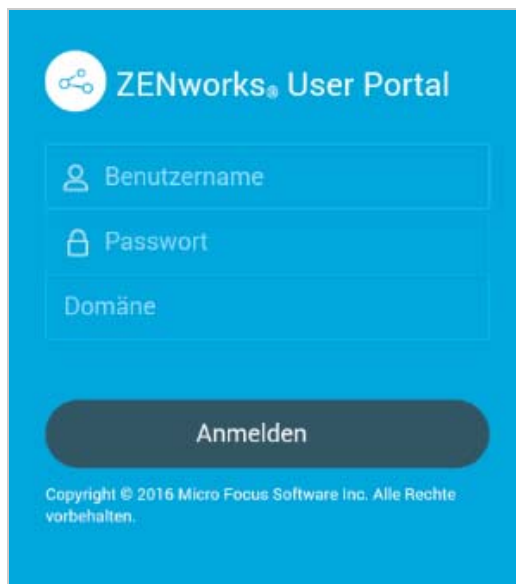 ZENworks® User Portal
Benutzername
Passwort
Domäne
Anmelden
Copyright © 2016 Micro Focus Software Inc. Alle Rechte
vorbehalten.